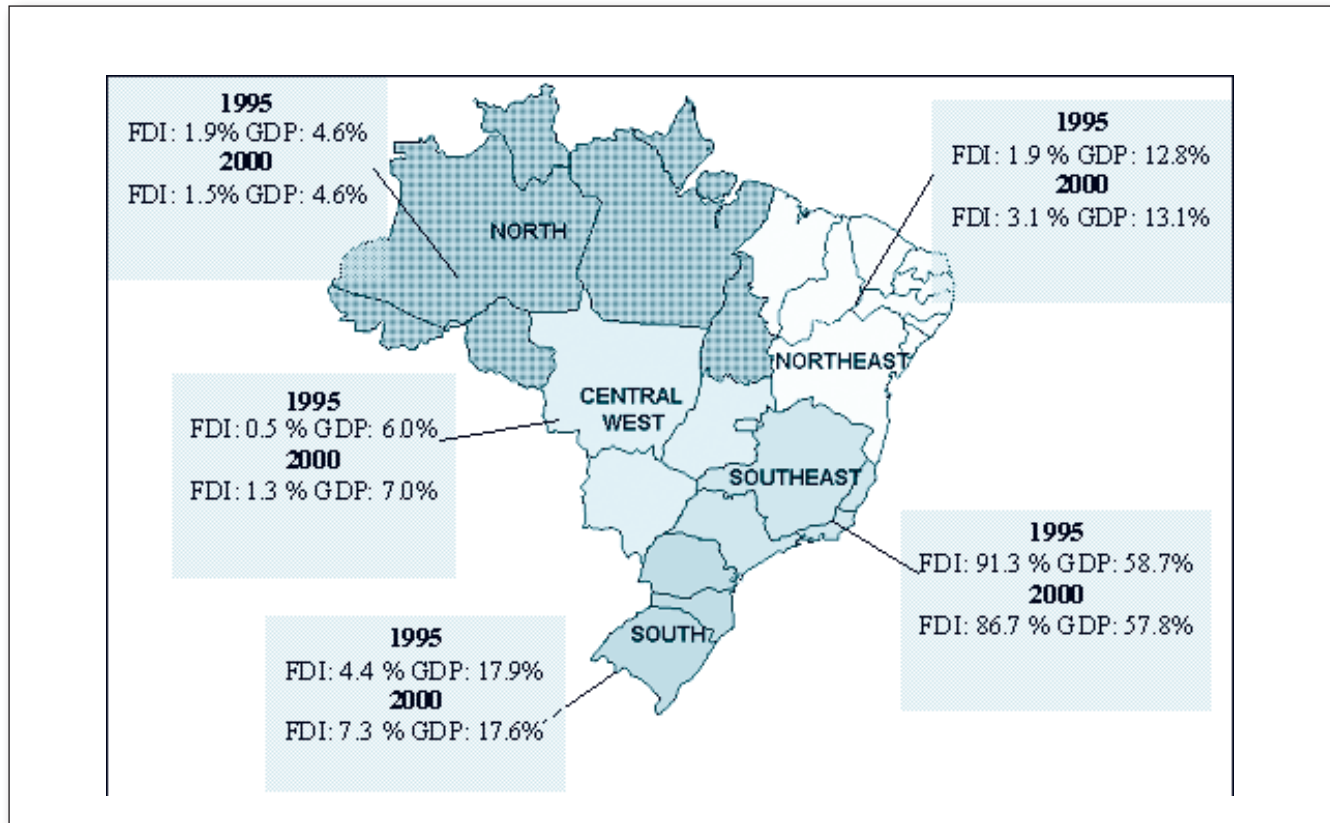 1995
FDI: 1.9% GDP: 4.6%
2000
FDI: 1.5% GDP: 4.6%
1995
FDI: 1.9 % GDP: 12.8%
2000
FDI: 3.1 % GDP: 13.1%
NORTH
NORTHEAST
1995
FDI: 0.5 % GDP: 6.0%
2000
FDI: 1.3 % GDP: 7.0%
CENTRAL
WEST
SOUTHEAST
1995
FDI: 91.3 % GDP: 58.7%
2000
FDI: 86.7 % GDP: 57.8%
1995
FDI: 4.4 % GDP: 17.9%
2000
FDI: 7.3 % GDP: 17.6%
SOUTH